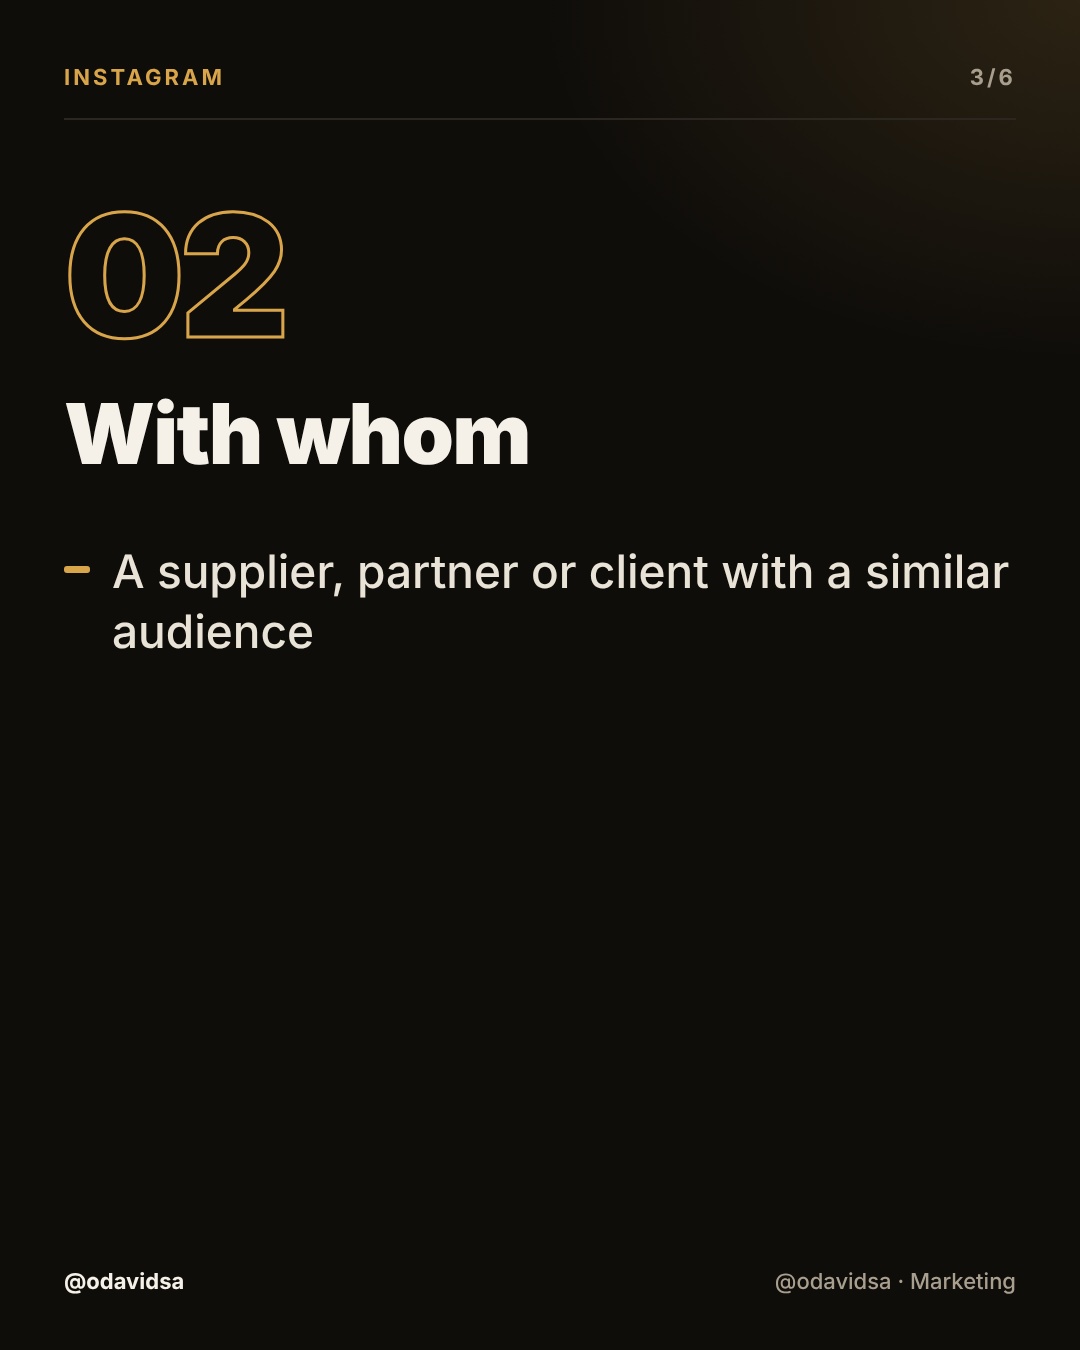 INSTAGRAM
3/6
02
With whom
A supplier, partner or client with a similar
audience
@odavidsa
@odavidsa · Marketing